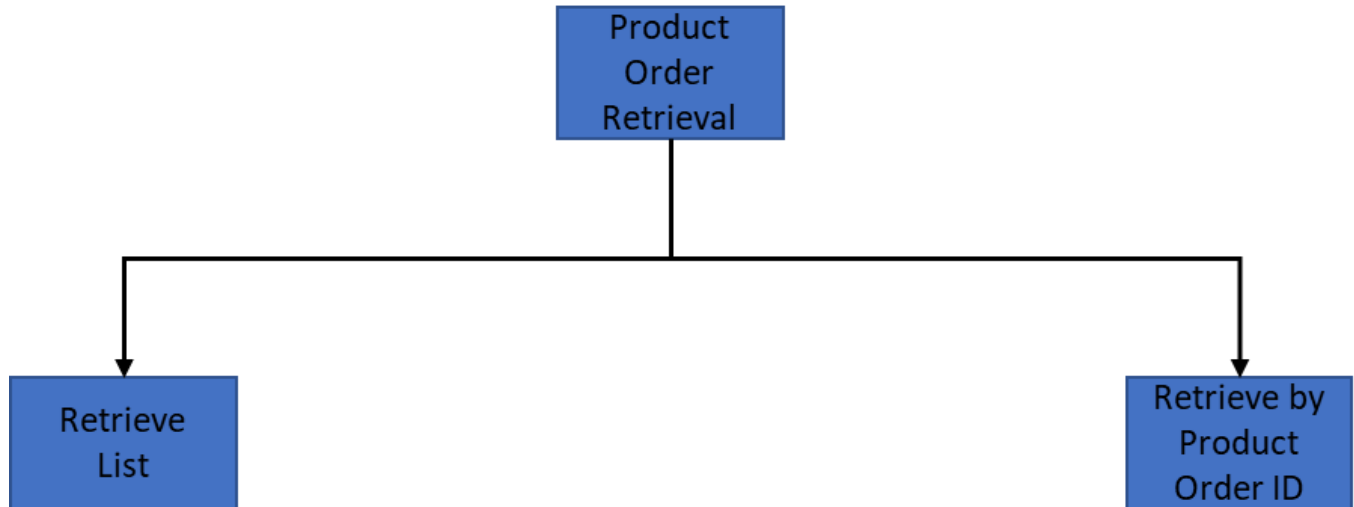 Product
Order
Retrieval
Retrieve
List
Retrieve by
Product
Order ID